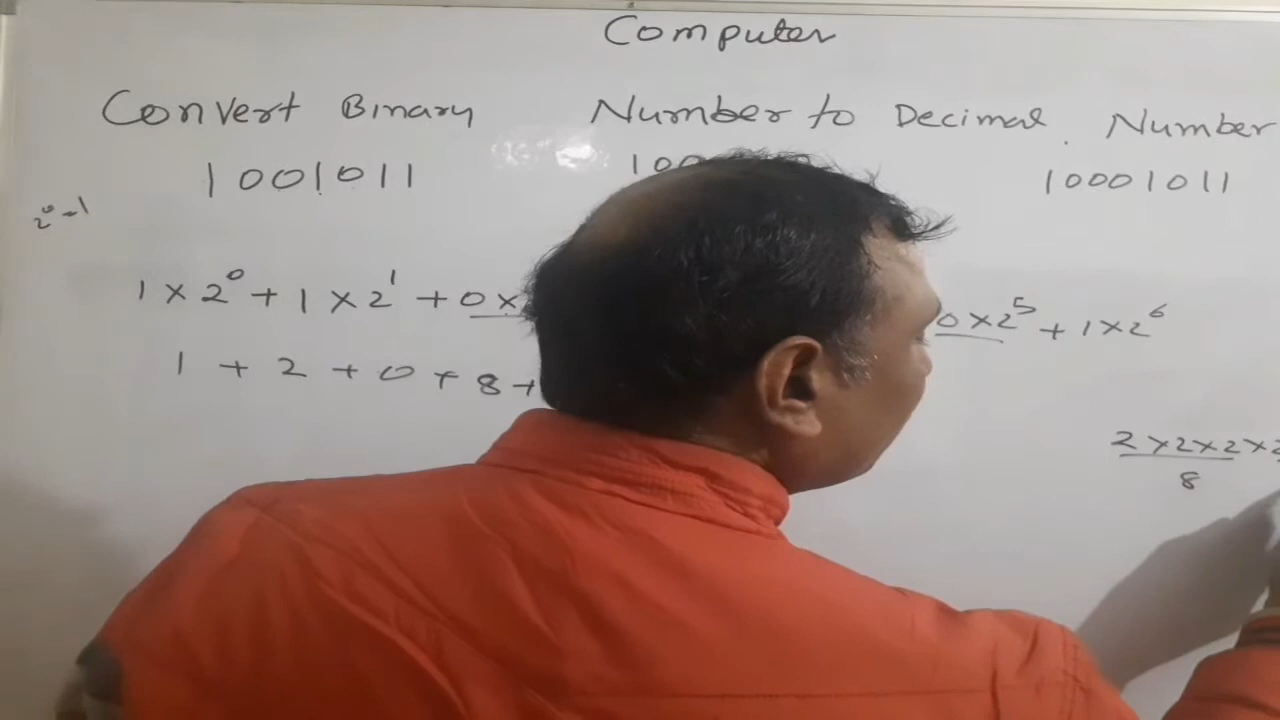 Computer
Convert Binary Number to Decimal Number
1001011 100 10001011
2⁰=1
1 × 2⁰ + 1 × 2¹ + 0 × 0 × 2⁵ + 1 × 2⁶
1 + 2 + 0 + 8 +
2 × 2 × 2 × 2
8